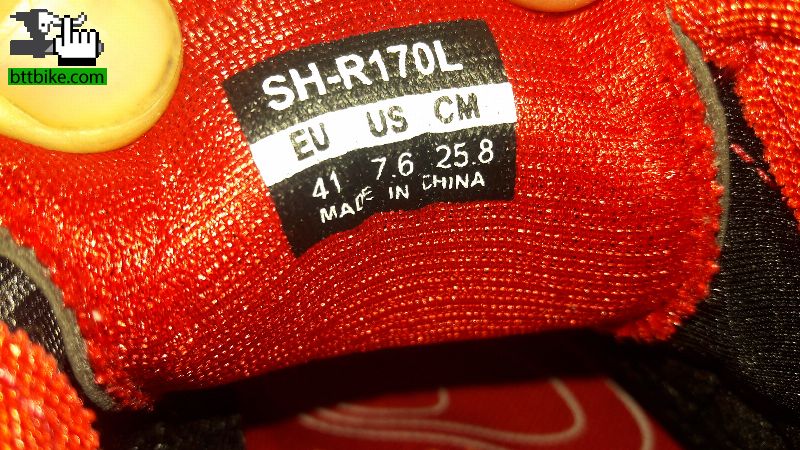 bttbike.com
SH-R170L
EU US CM
41 7.6 25.8
MADE IN CHINA